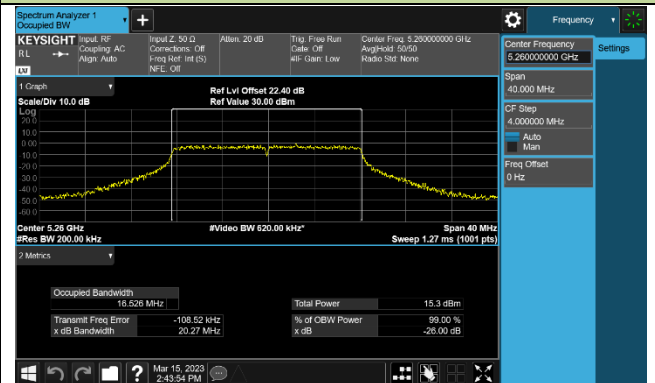 Spectrum Analyzer 1
Occupied BW
Frequency
KEYSIGHT
RL
LXI
Input: RF
Coupling: AC
Align: Auto
Input Z: 50 Ω
Corrections: Off
Freq Ref: Int (S)
NFE: Off
Atten: 20 dB
Trig: Free Run
Gate: Off
#IF Gain: Low
Center Freq: 5.260000000 GHz
Avg|Hold: 50/50
Radio Std: None
Center Frequency
5.260000000 GHz
Settings
Span
40.000 MHz
CF Step
4.000000 MHz
Auto
Man
Freq Offset
0 Hz
1 Graph
Scale/Div 10.0 dB
Ref Lvl Offset 22.40 dB
Ref Value 30.00 dBm
Log
20.0
10.0
0.00
-10.0
-20.0
-30.0
-40.0
-50.0
-60.0
Center 5.26 GHz
#Video BW 620.00 kHz*
Span 40 MHz
#Res BW 200.00 kHz
Sweep 1.27 ms (1001 pts)
2 Metrics
Occupied Bandwidth
16.526 MHz
Total Power
15.3 dBm
Transmit Freq Error
-108.52 kHz
% of OBW Power
99.00 %
x dB Bandwidth
20.27 MHz
x dB
-26.00 dB
?
Mar 15, 2023
2:43:54 PM